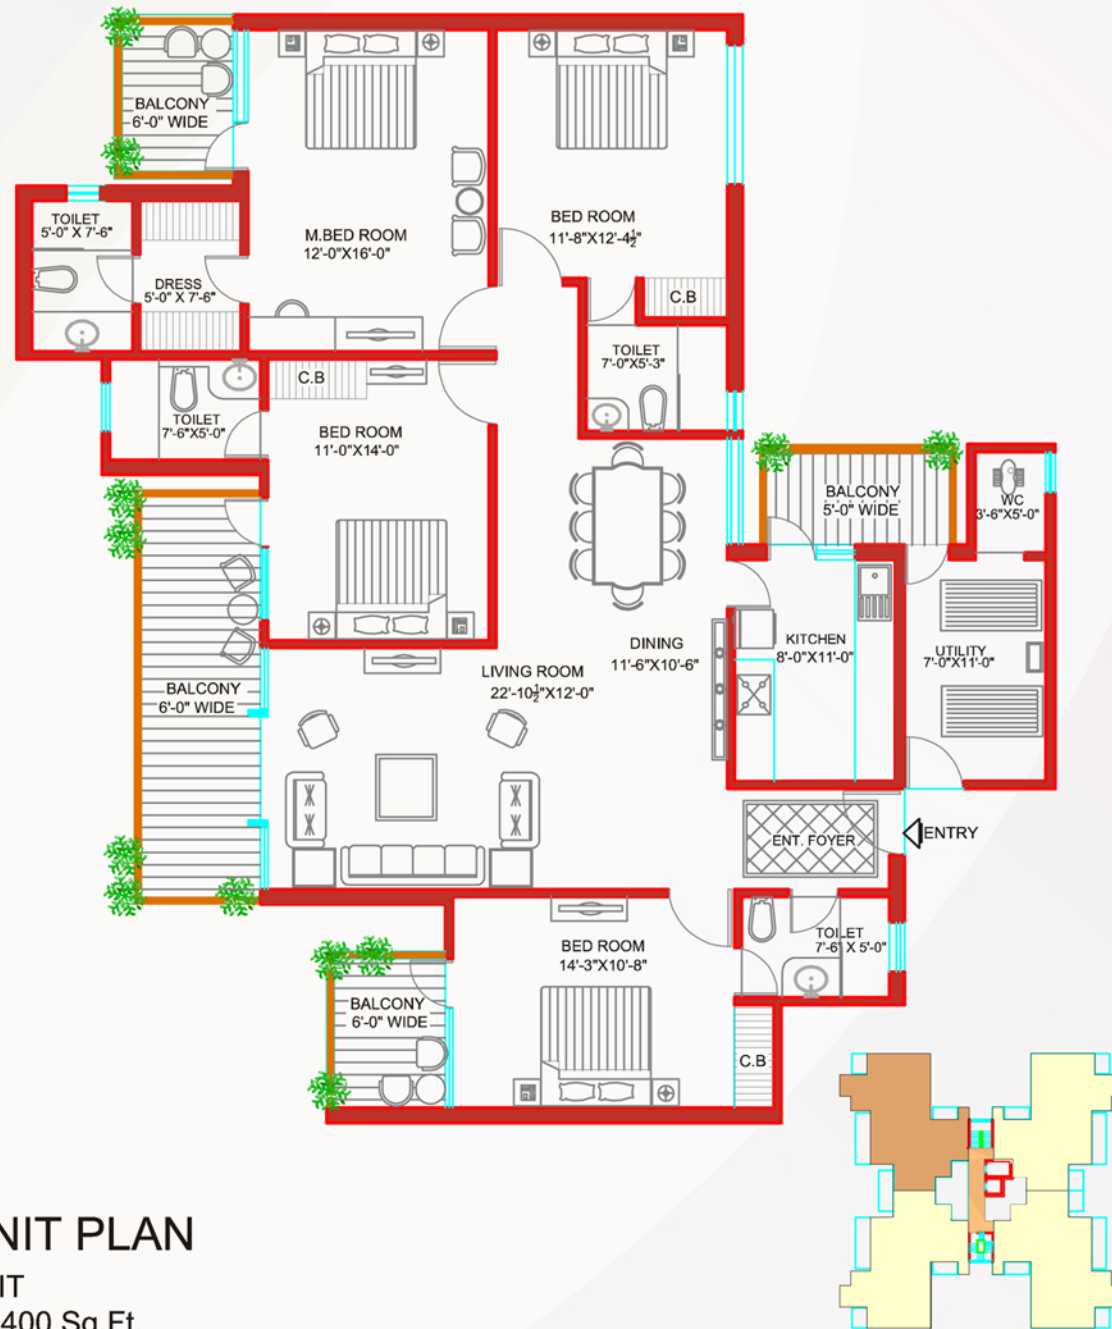 BALCONY
6'-0" WIDE
TOILET
5'-0" X 7'-6"
DRESS
5'-0" X 7'-6"
M.BED ROOM
12'-0"X16'-0"
BED ROOM
11'-8"X12'-4½"
C.B
TOILET
7'-0"X5'-3"
C.B
TOILET
7'-6"X5'-0"
BED ROOM
11'-0"X14'-0"
BALCONY
5'-0" WIDE
WC
3'-6"X5'-0"
DINING
11'-6"X10'-6"
KITCHEN
8'-0"X11'-0"
UTILITY
7'-0"X11'-0"
LIVING ROOM
22'-10½"X12'-0"
BALCONY
6'-0" WIDE
ENT. FOYER
ENTRY
BED ROOM
14'-3"X10'-8"
TOILET
7'-6" X 5'-0"
BALCONY
6'-0" WIDE
C.B
NIT PLAN
IT
400 Sq.Ft.